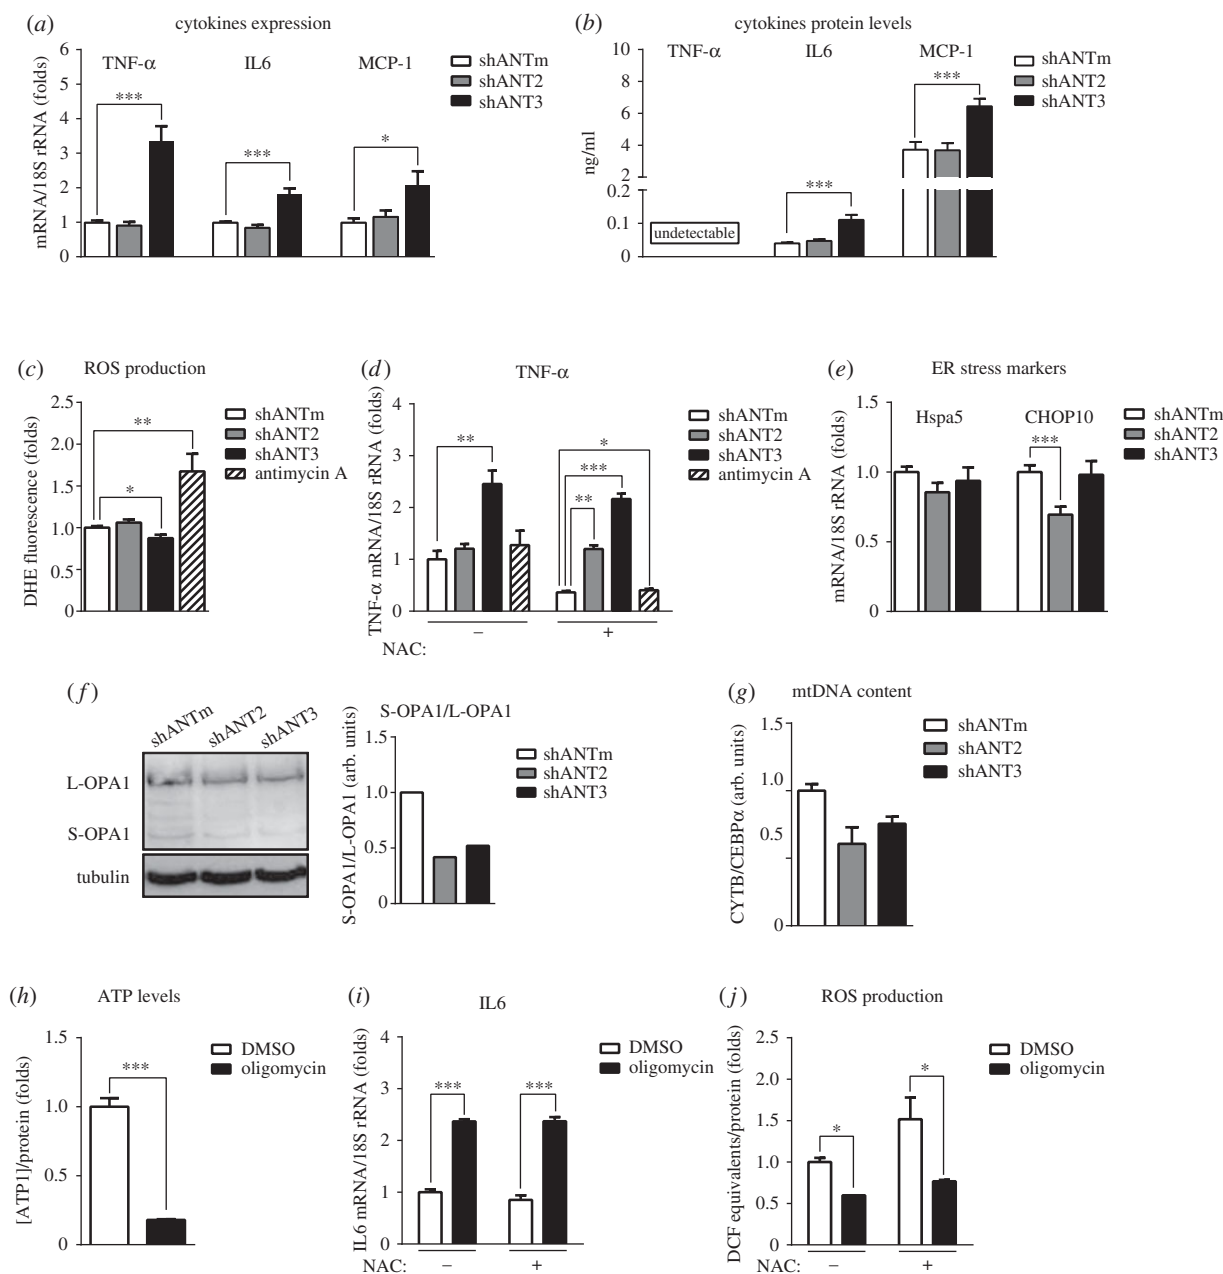 (a)
cytokines expression
mRNA/18S rRNA (folds)
6
5
4
3
2
1
0
TNF-α
IL6
MCP-1
***
***
*
shANTm
shANT2
shANT3
(b)
cytokines protein levels
ng/ml
10
8
6
4
2
0.2
0.1
0
TNF-α
IL6
MCP-1
undetectable
***
***
shANTm
shANT2
shANT3
(c)
ROS production
DHE fluorescence (folds)
2.5
2.0
1.5
1.0
0.5
0
**
*
shANTm
shANT2
shANT3
antimycin A
(d)
TNF-α
TNF-α mRNA/18S rRNA (folds)
4
3
2
1
0
**
*
***
**
NAC:
–
+
shANTm
shANT2
shANT3
antimycin A
(e)
ER stress markers
mRNA/18S rRNA (folds)
1.5
1.0
0.5
0
Hspa5
CHOP10
***
shANTm
shANT2
shANT3
(f)
shANTm
shANT2
shANT3
L-OPA1
S-OPA1
tubulin
S-OPA1/L-OPA1
S-OPA1/L-OPA1 (arb. units)
1.5
1.0
0.5
0
shANTm
shANT2
shANT3
(g)
mtDNA content
CYTB/CEBPα (arb. units)
1.5
1.0
0.5
0
shANTm
shANT2
shANT3
(h)
ATP levels
[ATP1]/protein (folds)
1.5
1.0
0.5
0
***
DMSO
oligomycin
(i)
IL6
IL6 mRNA/18S rRNA (folds)
4
3
2
1
0
***
***
NAC:
–
+
DMSO
oligomycin
(j)
ROS production
DCF equivalents/protein (folds)
2.5
2.0
1.5
1.0
0.5
0
*
*
NAC:
–
+
DMSO
oligomycin